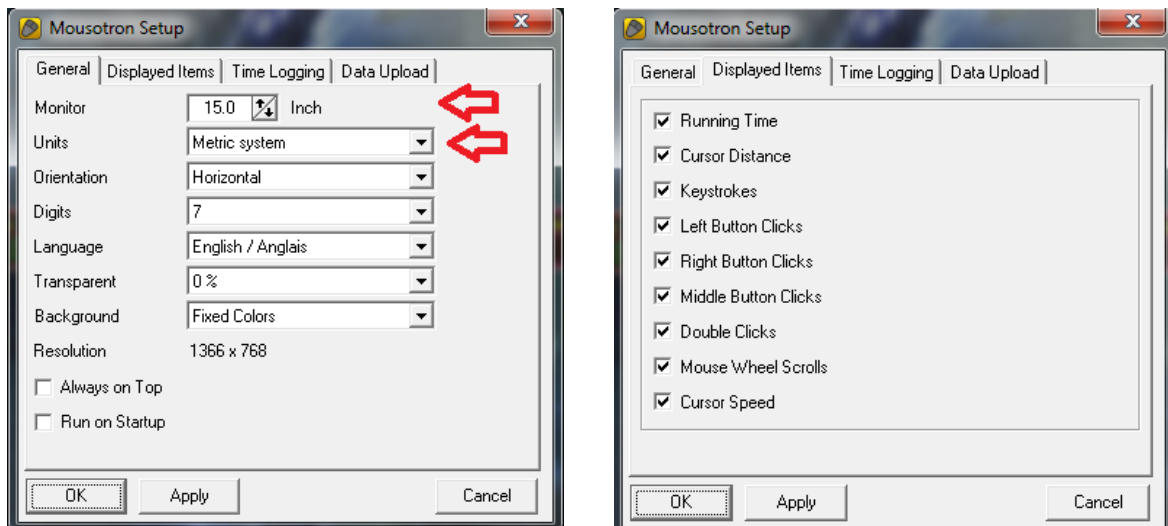 Mousotron Setup
General Displayed Items Time Logging Data Upload
Monitor 15.0 Inch
Units Metric system
Orientation Horizontal
Digits 7
Language English / Anglais
Transparent 0 %
Background Fixed Colors
Resolution 1366 x 768
Always on Top
Run on Startup
OK Apply Cancel
Mousotron Setup
General Displayed Items Time Logging Data Upload
Running Time
Cursor Distance
Keystrokes
Left Button Clicks
Right Button Clicks
Middle Button Clicks
Double Clicks
Mouse Wheel Scrolls
Cursor Speed
OK Apply Cancel